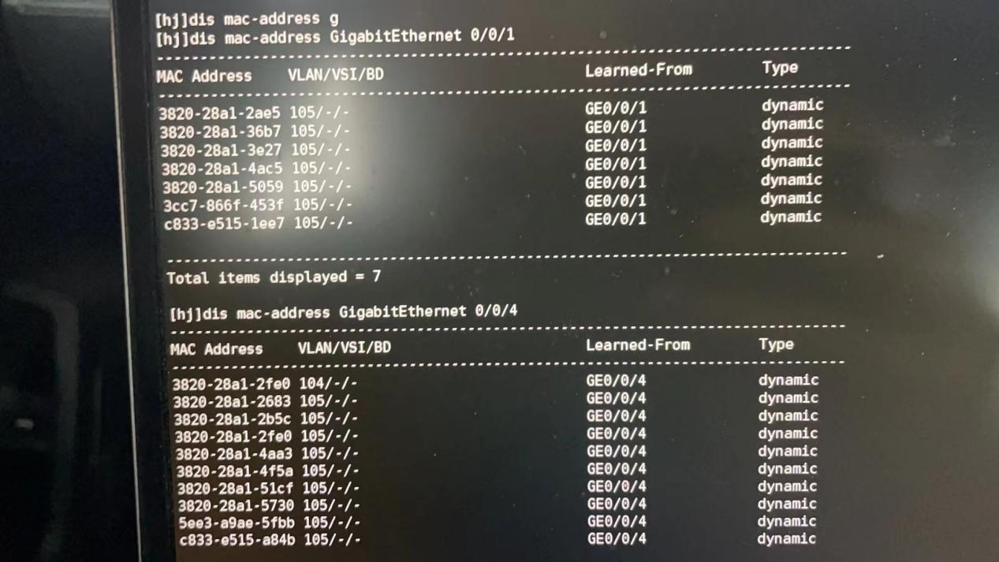 [hj]dis mac-address g
[hj]dis mac-address GigabitEthernet 0/0/1
-------------------------------------------------------------------------------
MAC Address    VLAN/VSI/BD                       Learned-From        Type
-------------------------------------------------------------------------------
3820-28a1-2ae5 105/-/-                           GE0/0/1             dynamic
3820-28a1-36b7 105/-/-                           GE0/0/1             dynamic
3820-28a1-3e27 105/-/-                           GE0/0/1             dynamic
3820-28a1-4ac5 105/-/-                           GE0/0/1             dynamic
3820-28a1-5059 105/-/-                           GE0/0/1             dynamic
3cc7-866f-453f 105/-/-                           GE0/0/1             dynamic
c833-e515-1ee7 105/-/-                           GE0/0/1             dynamic
-------------------------------------------------------------------------------
Total items displayed = 7
[hj]dis mac-address GigabitEthernet 0/0/4
-------------------------------------------------------------------------------
MAC Address    VLAN/VSI/BD                       Learned-From        Type
-------------------------------------------------------------------------------
3820-28a1-2fe0 104/-/-                           GE0/0/4             dynamic
3820-28a1-2683 105/-/-                           GE0/0/4             dynamic
3820-28a1-2b5c 105/-/-                           GE0/0/4             dynamic
3820-28a1-2fe0 105/-/-                           GE0/0/4             dynamic
3820-28a1-4aa3 105/-/-                           GE0/0/4             dynamic
3820-28a1-4f5a 105/-/-                           GE0/0/4             dynamic
3820-28a1-51cf 105/-/-                           GE0/0/4             dynamic
3820-28a1-5730 105/-/-                           GE0/0/4             dynamic
5ee3-a9ae-5fbb 105/-/-                           GE0/0/4             dynamic
c833-e515-a84b 105/-/-                           GE0/0/4             dynamic